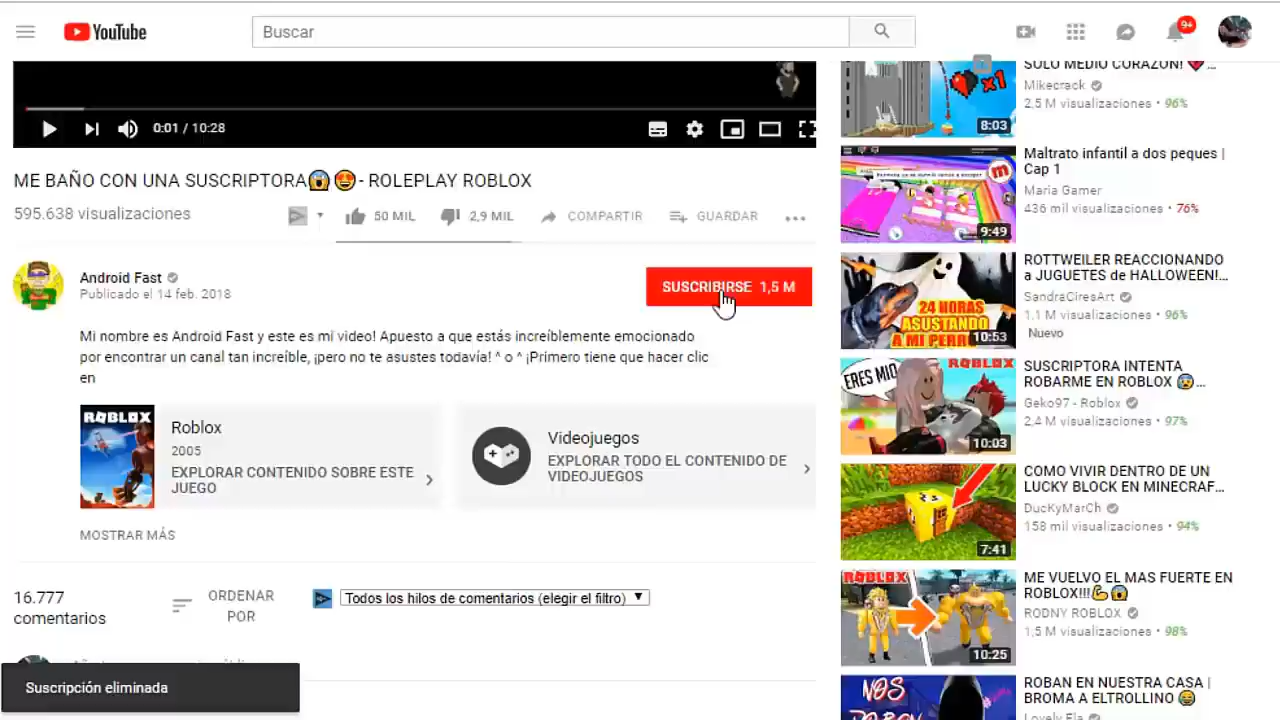 YouTube
Buscar
9+
0:01 / 10:28
ME BAÑO CON UNA SUSCRIPTORA😱😍- ROLEPLAY ROBLOX
595.638 visualizaciones
50 MIL
2,9 MIL
COMPARTIR
GUARDAR
Android Fast
Publicado el 14 feb. 2018
SUSCRIBIRSE 1,5 M
Mi nombre es Android Fast y este es mi video! Apuesto a que estás increíblemente emocionado
por encontrar un canal tan increíble, ¡pero no te asustes todavía! ^ o ^ ¡Primero tiene que hacer clic
en
ROBLOX
Roblox
2005
EXPLORAR CONTENIDO SOBRE ESTE
JUEGO
Videojuegos
EXPLORAR TODO EL CONTENIDO DE
VIDEOJUEGOS
MOSTRAR MÁS
16.777
comentarios
ORDENAR
POR
Todos los hilos de comentarios (elegir el filtro)
Suscripción eliminada
x1
8:03
SOLO MEDIO CORAZÓN! 💔...
Mikecrack
2,5 M visualizaciones • 96%
9:49
Maltrato infantil a dos peques |
Cap 1
Maria Gamer
436 mil visualizaciones • 76%
24 HORAS
ASUSTANDO
A MI PERRO
10:53
ROTTWEILER REACCIONANDO
a JUGUETES de HALLOWEEN!...
SandraCiresArt
1,1 M visualizaciones • 96%
Nuevo
ERES MIO
ROBLOX
10:03
SUSCRIPTORA INTENTA
ROBARME EN ROBLOX 😰...
Geko97 - Roblox
2,4 M visualizaciones • 97%
7:41
COMO VIVIR DENTRO DE UN
LUCKY BLOCK EN MINECRAF...
DucKyMarCh
158 mil visualizaciones • 94%
ROBLOX
10:25
ME VUELVO EL MAS FUERTE EN
ROBLOX!!!💪😱
RODNY ROBLOX
1,5 M visualizaciones • 98%
NOS
ROBAN EN NUESTRA CASA |
BROMA A ELTROLLINO 😂